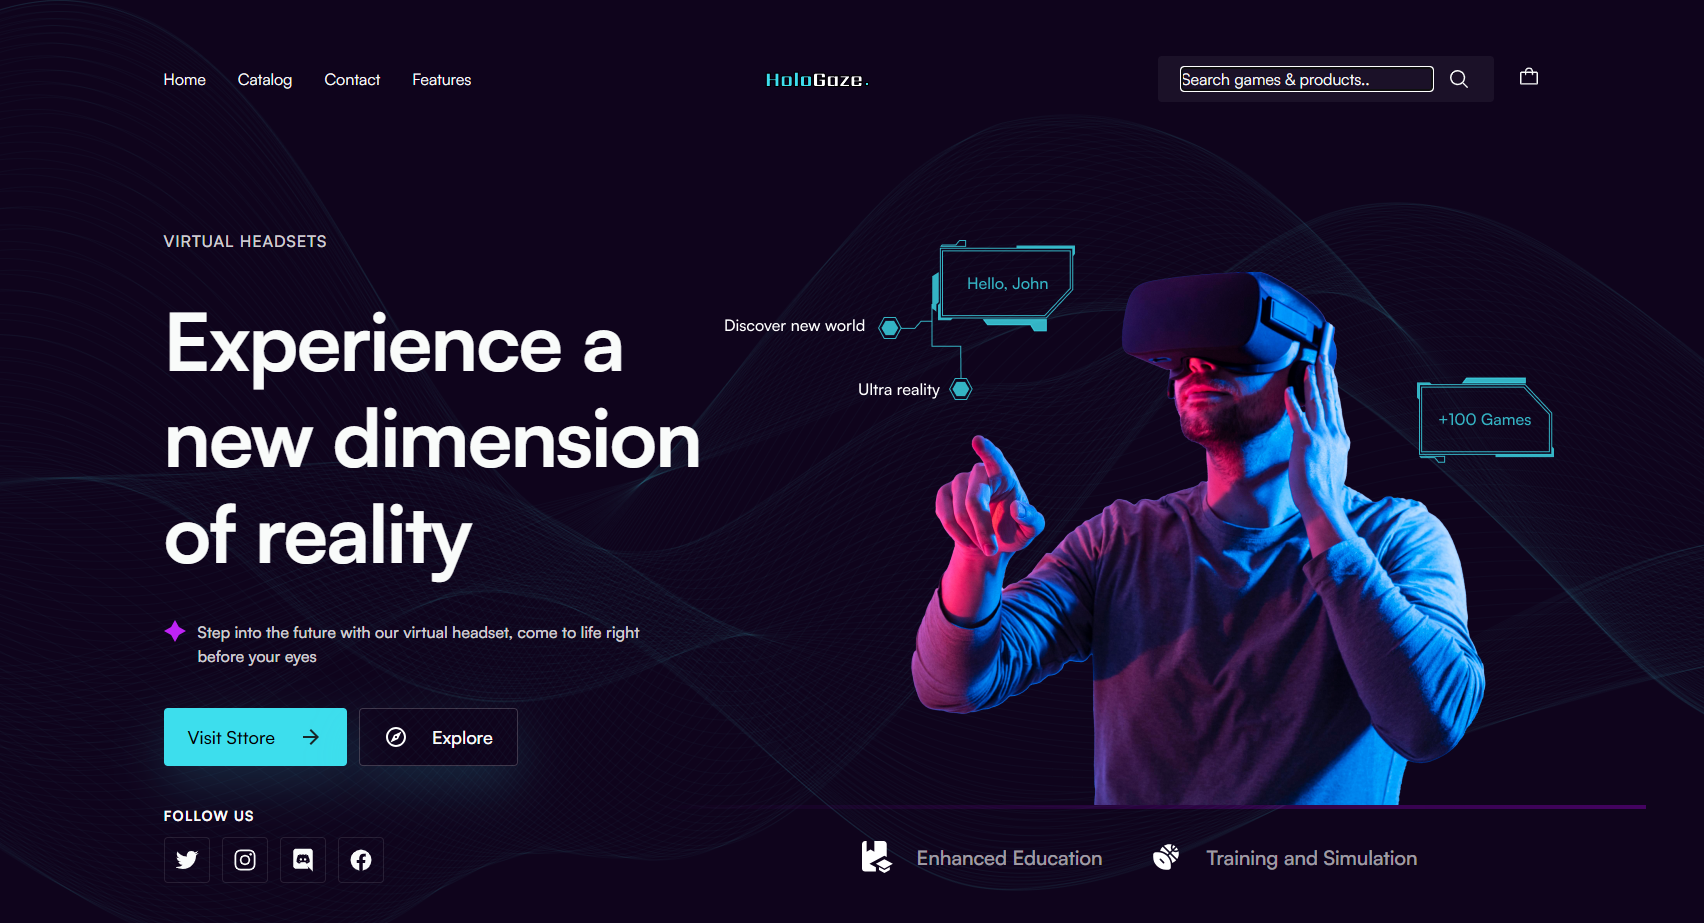 Home
Catalog
Contact
Features
HoloGaze.
Search games & products..
VIRTUAL HEADSETS
Experience a
new dimension
of reality
Step into the future with our virtual headset, come to life right
before your eyes
Visit Sttore
Explore
FOLLOW US
Hello, John
Discover new world
Ultra reality
+100 Games
Enhanced Education
Training and Simulation